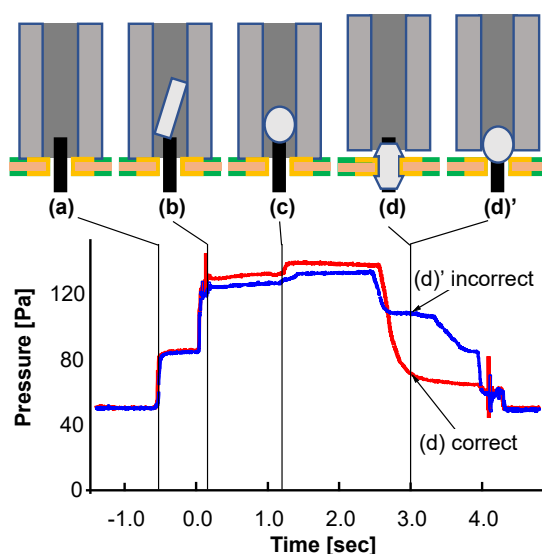 (a) (b) (c) (d) (d)'
Pressure [Pa]
120
80
40
0
(d)' incorrect
(d) correct
-1.0 0.0 1.0 2.0 3.0 4.0
Time [sec]